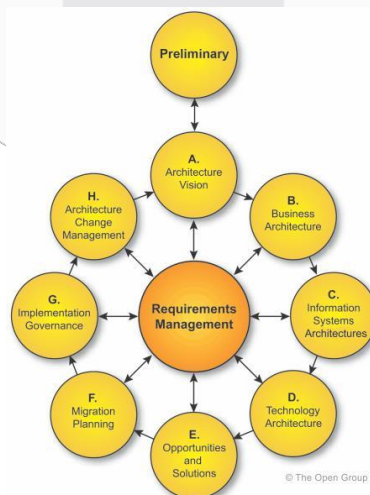 Preliminary
A.
Architecture
Vision
B.
Business
Architecture
C.
Information
Systems
Architectures
D.
Technology
Architecture
E.
Opportunities
and
Solutions
F.
Migration
Planning
G.
Implementation
Governance
H.
Architecture
Change
Management
Requirements
Management
© The Open Group